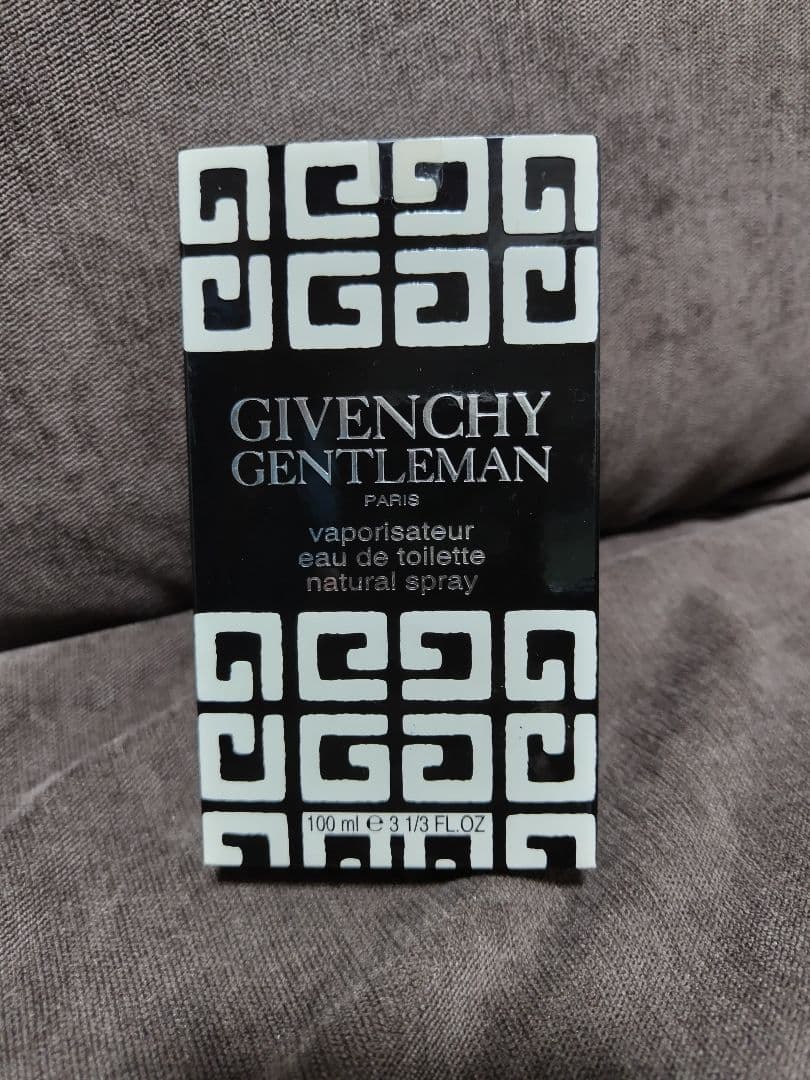 GIVENCHY
GENTLEMAN
PARIS
vaporisateur
eau de toilette
natural spray
100 ml ℮ 3 1/3 FL.OZ